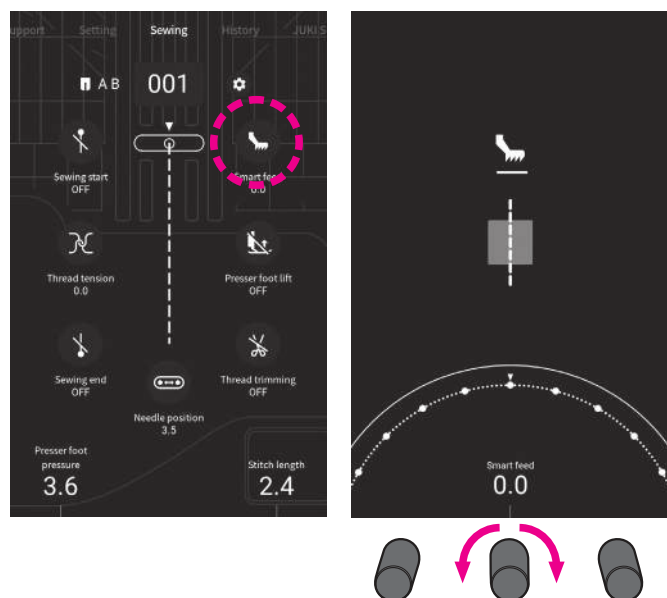 Support Setting Sewing History JUKI S
A B 001
Sewing start
OFF
Smart feed
0.0
Thread tension
0.0
Presser foot lift
OFF
Sewing end
OFF
Thread trimming
OFF
Needle position
3.5
Presser foot
pressure
3.6
Stitch length
2.4
Smart feed
0.0